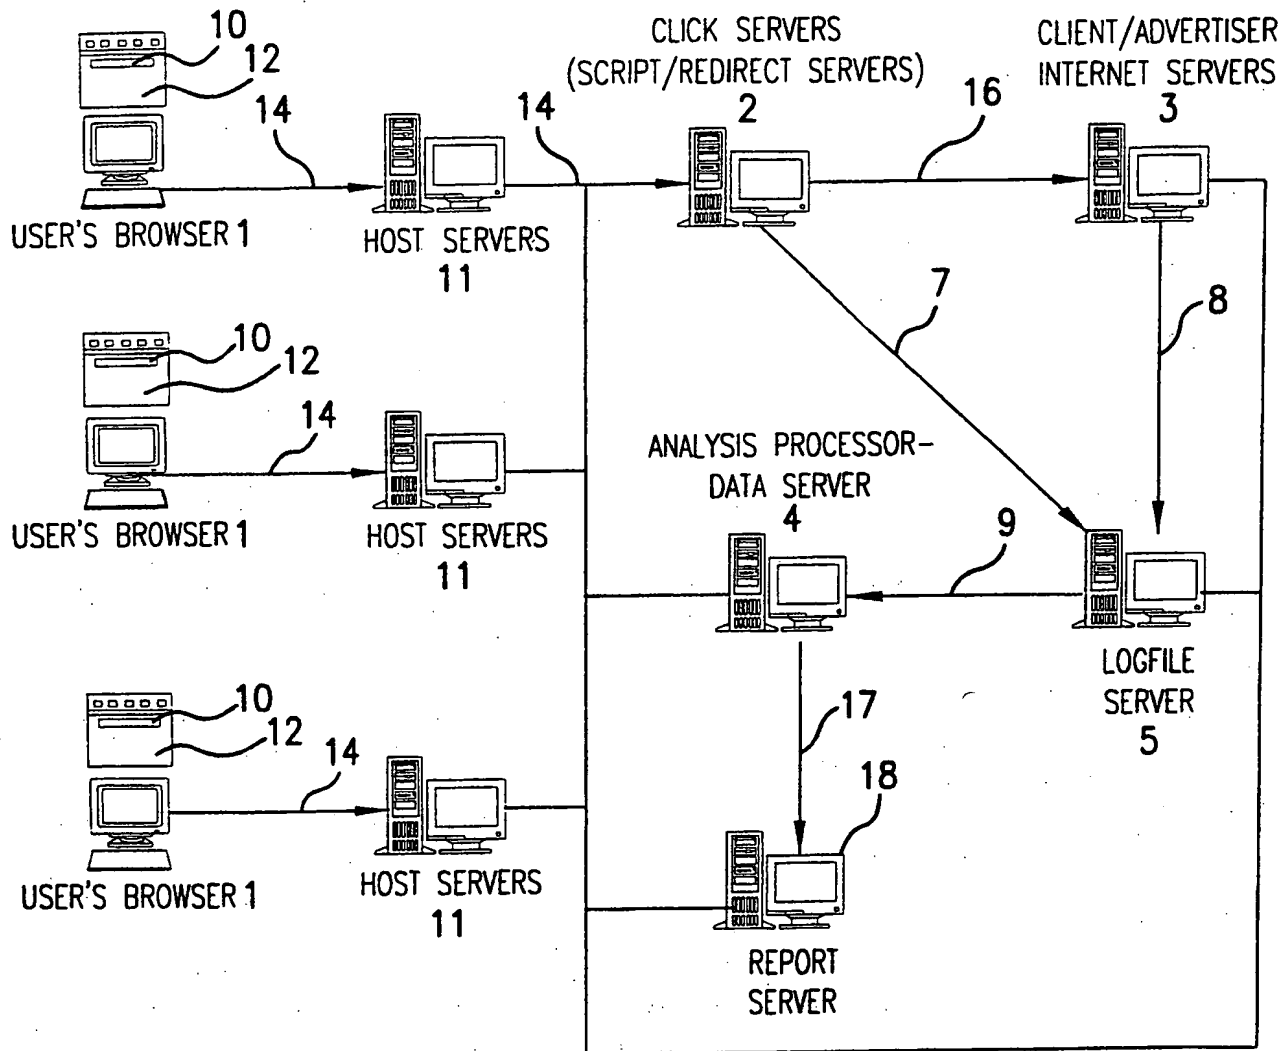 10
12
14
USER'S BROWSER 1
HOST SERVERS
11
14
CLICK SERVERS
(SCRIPT/REDIRECT SERVERS)
2
16
CLIENT/ADVERTISER
INTERNET SERVERS
3
7
8
10
12
14
USER'S BROWSER 1
HOST SERVERS
11
ANALYSIS PROCESSOR-
DATA SERVER
4
9
LOGFILE
SERVER
5
10
12
14
USER'S BROWSER 1
HOST SERVERS
11
17
18
REPORT
SERVER